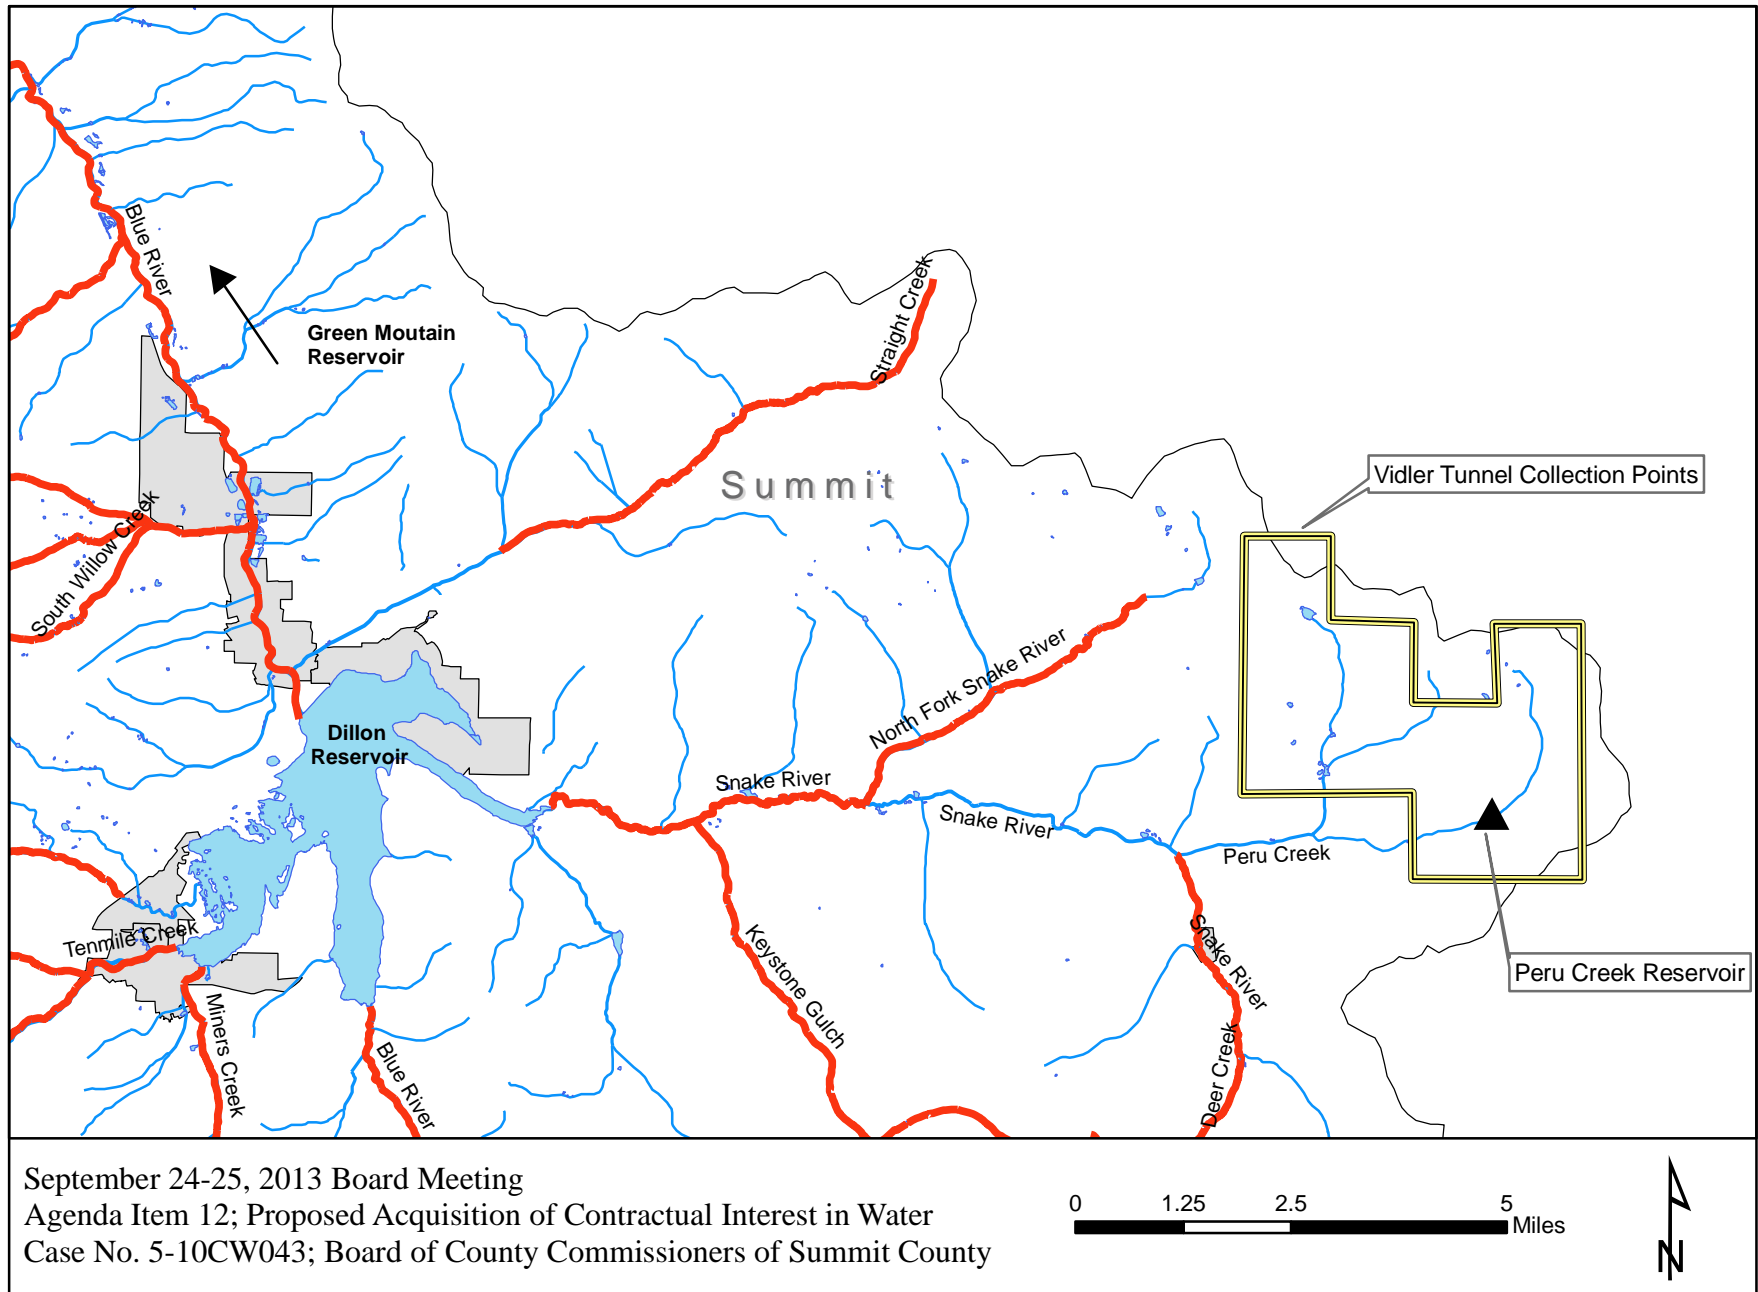 Blue River
Green Moutain
Reservoir
Straight Creek
Summit
Vidler Tunnel Collection Points
South Willow Creek
North Fork Snake River
Dillon
Reservoir
Snake River
Snake River
Peru Creek
Tenmile Creek
Keystone Gulch
Snake River
Peru Creek Reservoir
Miners Creek
Blue River
Deer Creek
September 24-25, 2013 Board Meeting
Agenda Item 12; Proposed Acquisition of Contractual Interest in Water
Case No. 5-10CW043; Board of County Commissioners of Summit County
0 1.25 2.5 5
Miles
N